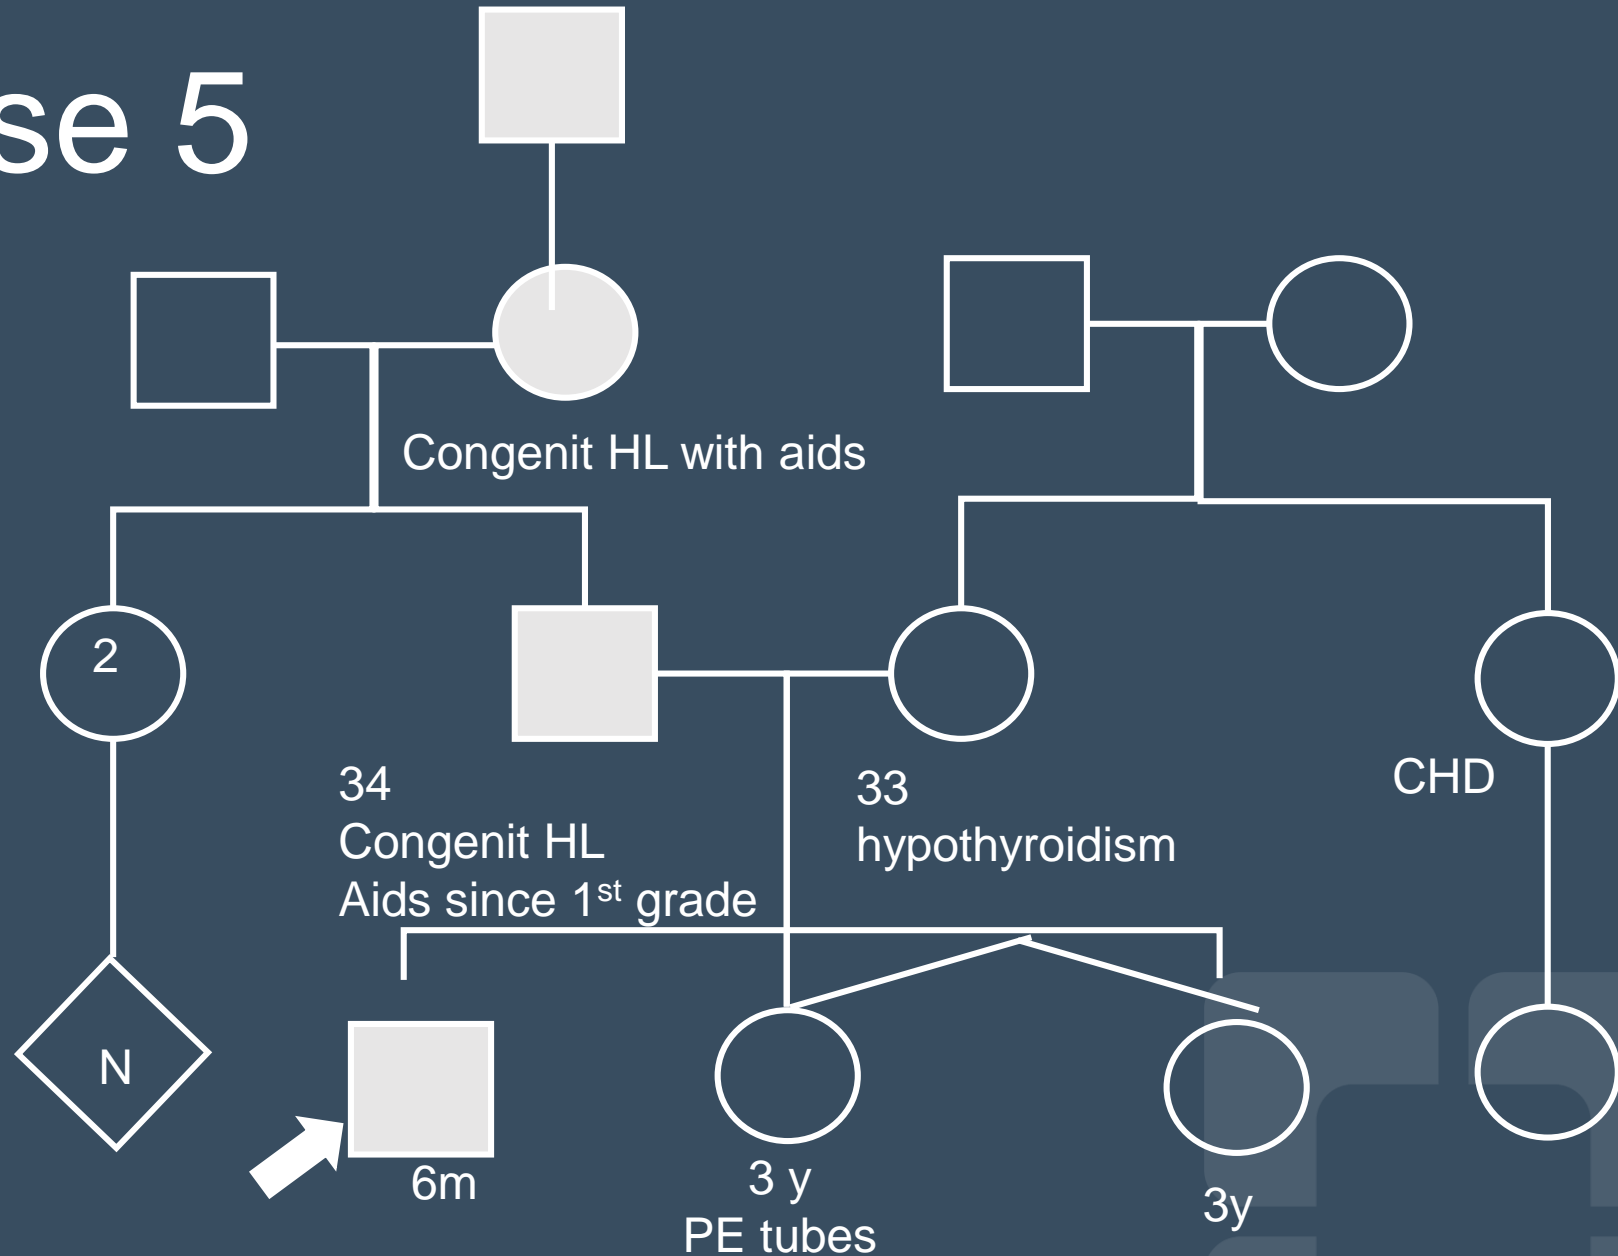 se 5
Congenit HL with aids
2
34
Congenit HL
Aids since 1st grade
33
hypothyroidism
CHD
N
6m
3 y
PE tubes
3y